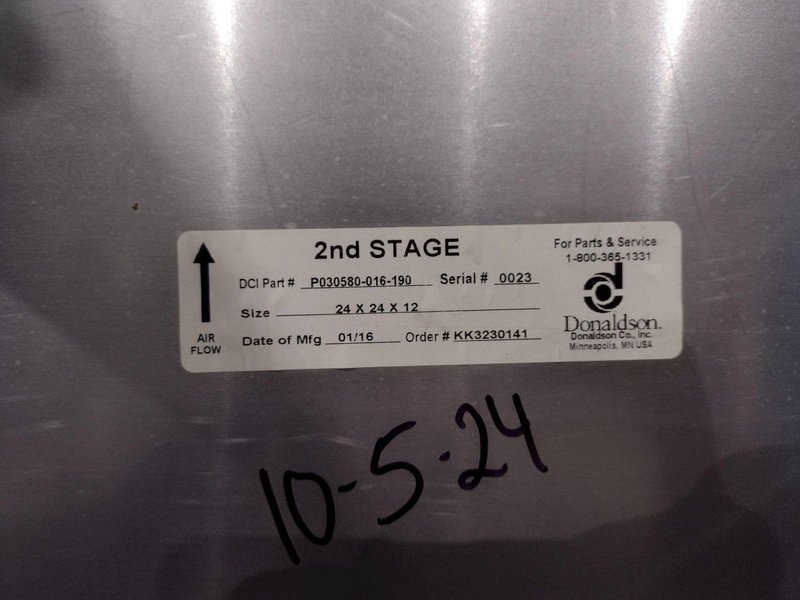 2nd STAGE
DCI Part # P030580-016-190 Serial # 0023
Size 24 X 24 X 12
Date of Mfg 01/16 Order # KK3230141
AIR
FLOW
For Parts & Service
1-800-365-1331
Donaldson.
Donaldson Co., Inc.
Minneapolis, MN USA
10-5-24